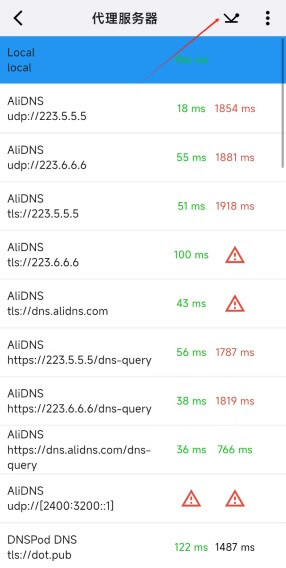 代理服务器
Local
local
AliDNS
udp://223.5.5.5
18 ms 1854 ms
AliDNS
udp://223.6.6.6
55 ms 1881 ms
AliDNS
tls://223.5.5.5
51 ms 1918 ms
AliDNS
tls://223.6.6.6
100 ms
AliDNS
tls://dns.alidns.com
43 ms
AliDNS
https://223.5.5.5/dns-query
56 ms 1787 ms
AliDNS
https://223.6.6.6/dns-query
38 ms 1819 ms
AliDNS
https://dns.alidns.com/dns-
query
36 ms 766 ms
AliDNS
udp://[2400:3200::1]
DNSPod DNS
tls://dot.pub
122 ms 1487 ms